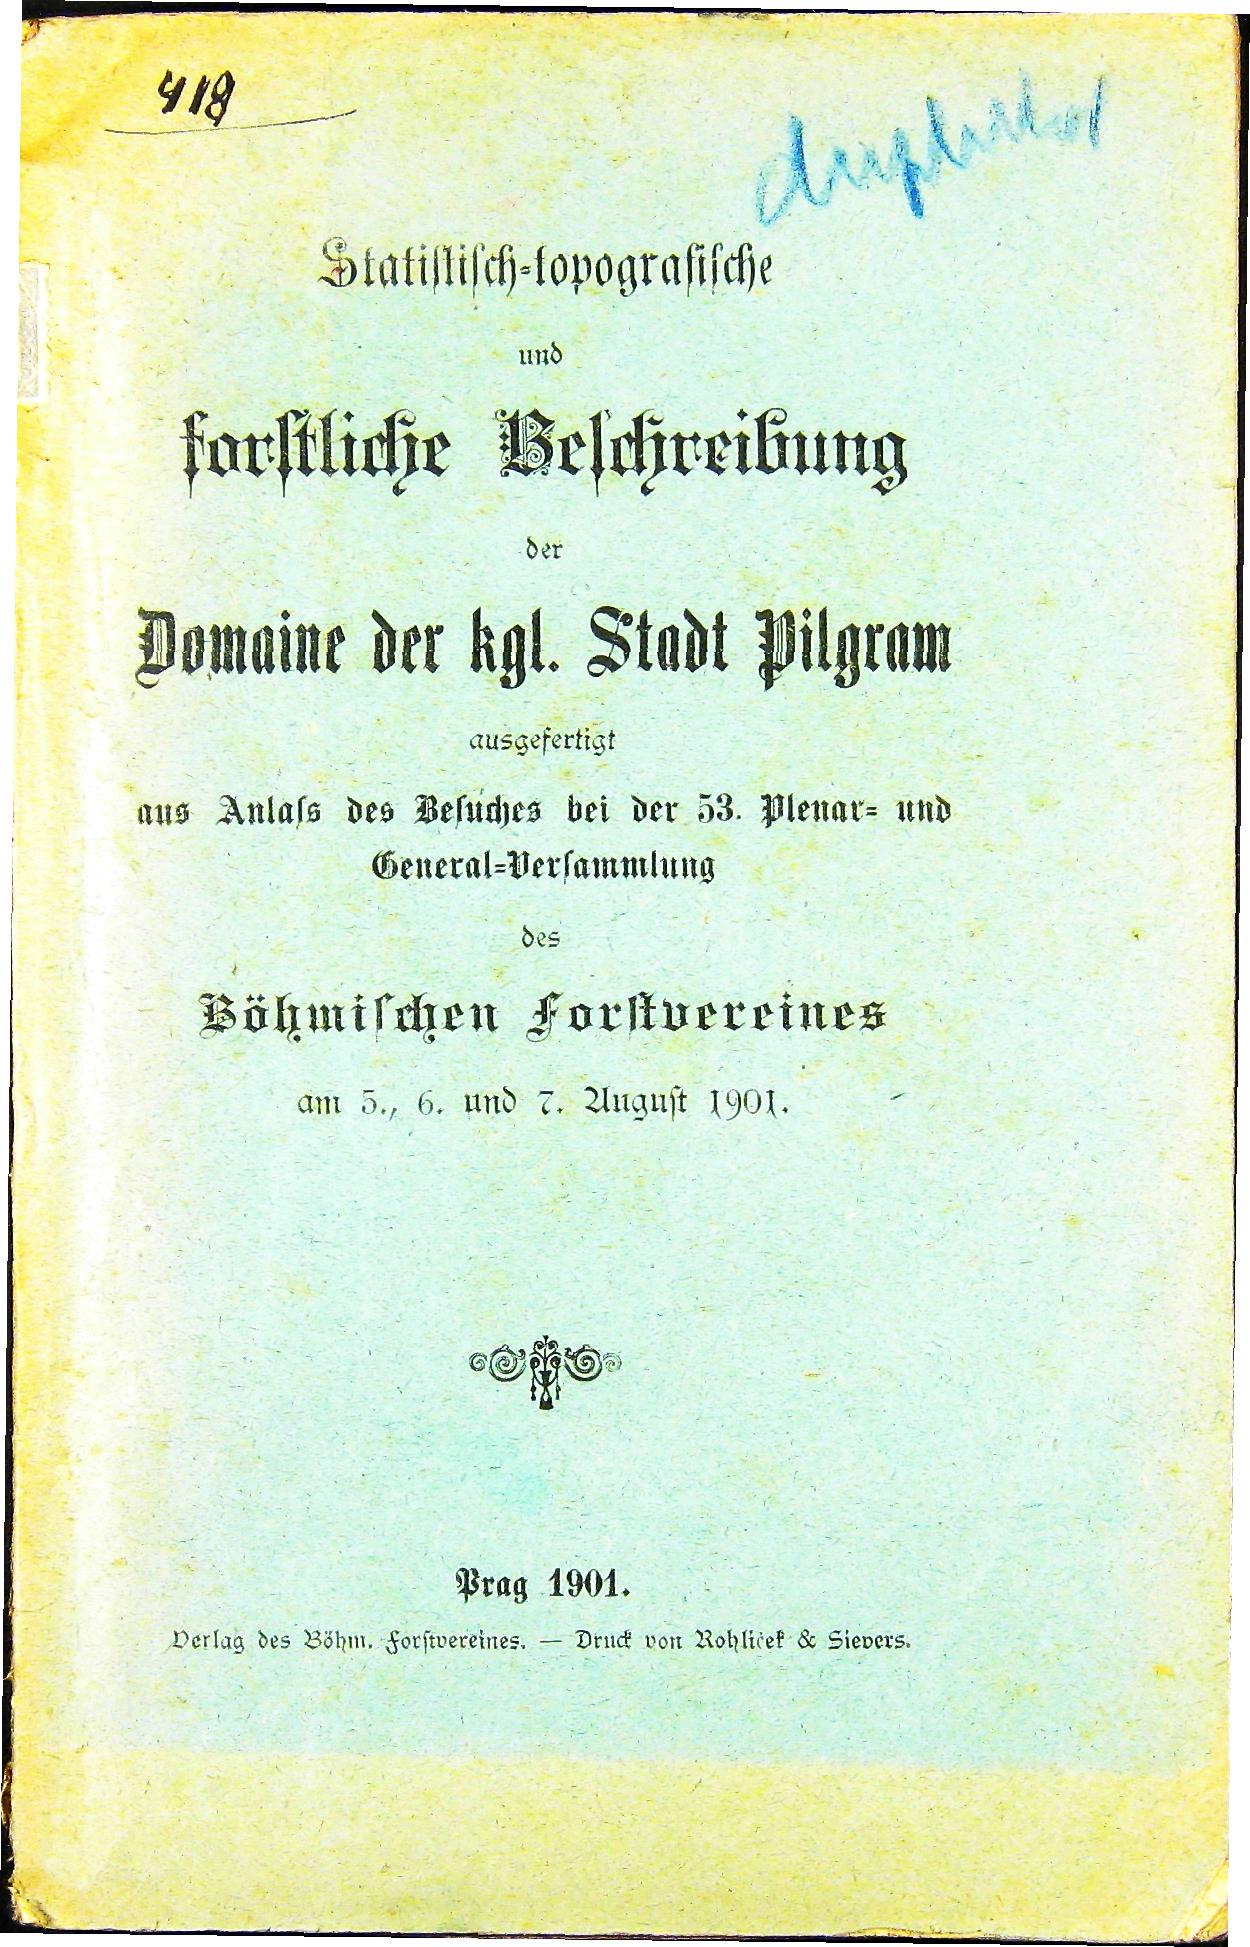 418
duplikat
Statistisch-topografische
und
forstliche Beschreibung
der
Domaine der kgl. Stadt Pilgram
ausgefertigt
aus Anlass des Besuches bei der 53. Plenar- und
General-Versammlung
des
Böhmischen Forstvereines
am 5., 6. und 7. August 1901.
Prag 1901.
Verlag des Böhm. Forstvereines. — Druck von Rohliček & Sievers.